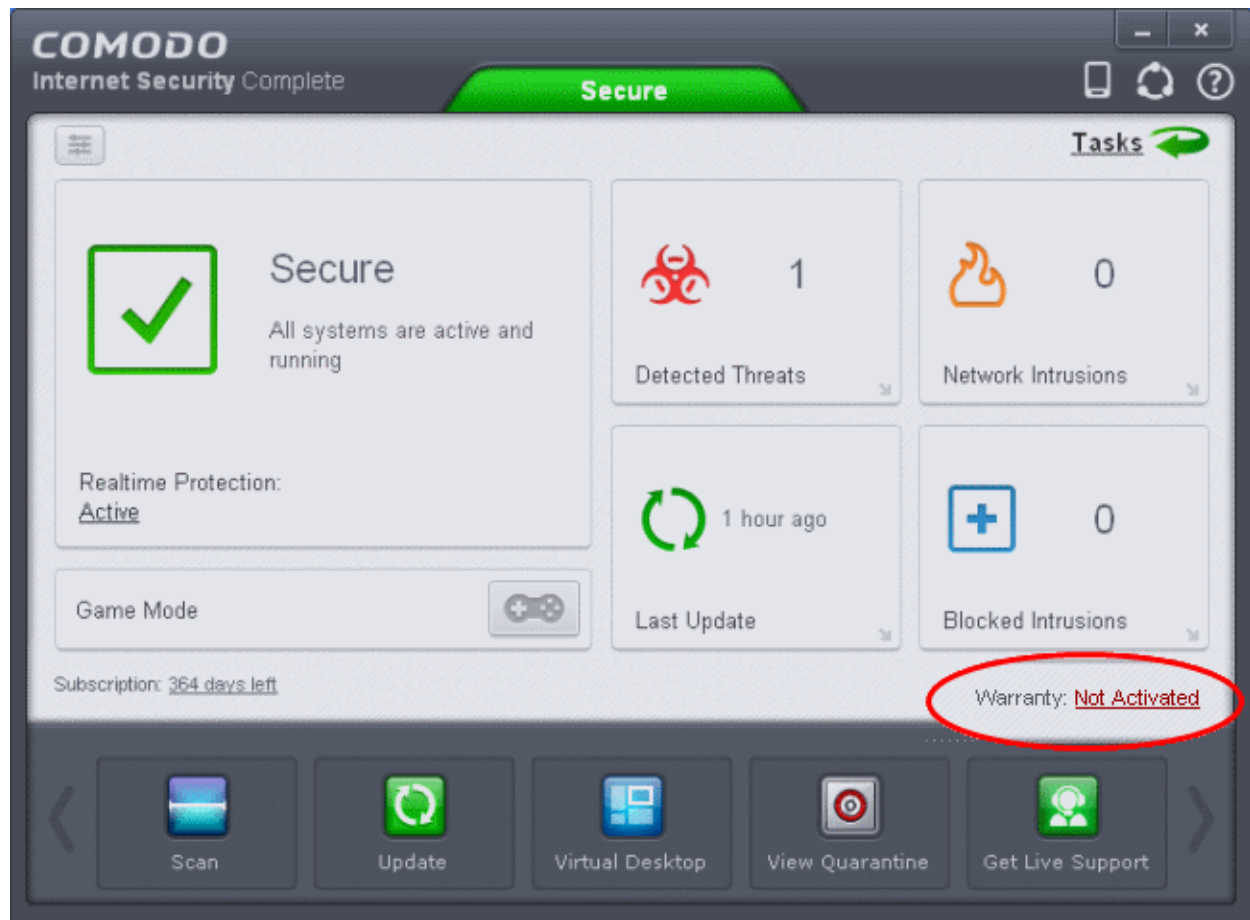 COMODO
Internet Security Complete
Secure
Tasks
Secure
All systems are active and
running
Realtime Protection:
Active
1
Detected Threats
0
Network Intrusions
1 hour ago
Last Update
0
Blocked Intrusions
Game Mode
Subscription: 364 days left
Warranty: Not Activated
Scan
Update
Virtual Desktop
View Quarantine
Get Live Support